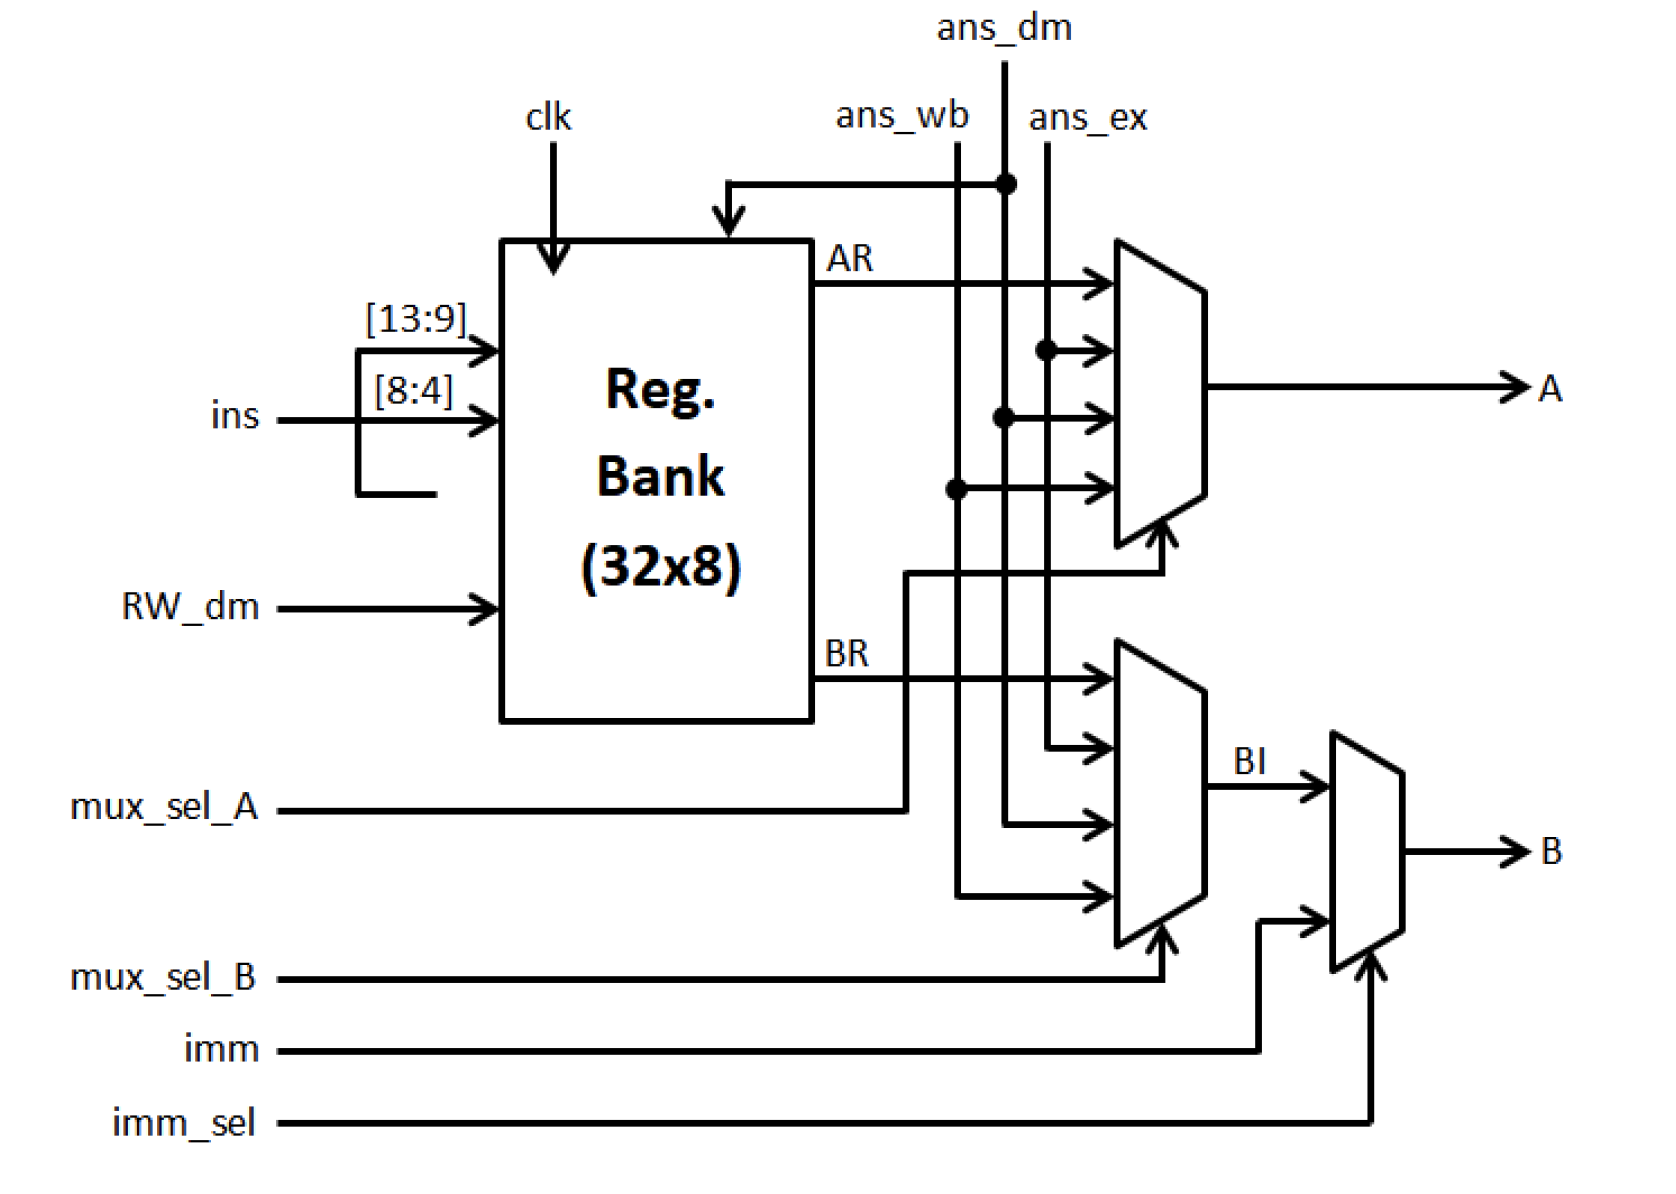 ans_dm
clk
ans_wb
ans_ex
AR
[13:9]
[8:4]
ins
Reg.
Bank
(32x8)
A
RW_dm
BR
BI
mux_sel_A
B
mux_sel_B
imm
imm_sel